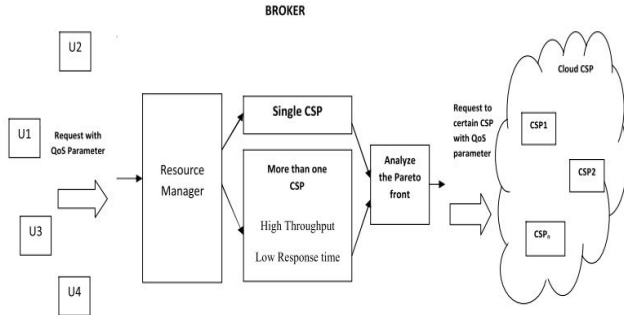 BROKER
U2
U1
U3
U4
Request with
QoS Parameter
Resource
Manager
Single CSP
More than one
CSP
High Throughput
Low Response time
Analyze
the Pareto
front
Request to
certain CSP
with QoS
parameter
Cloud CSP
CSP1
CSP2
CSPₙ